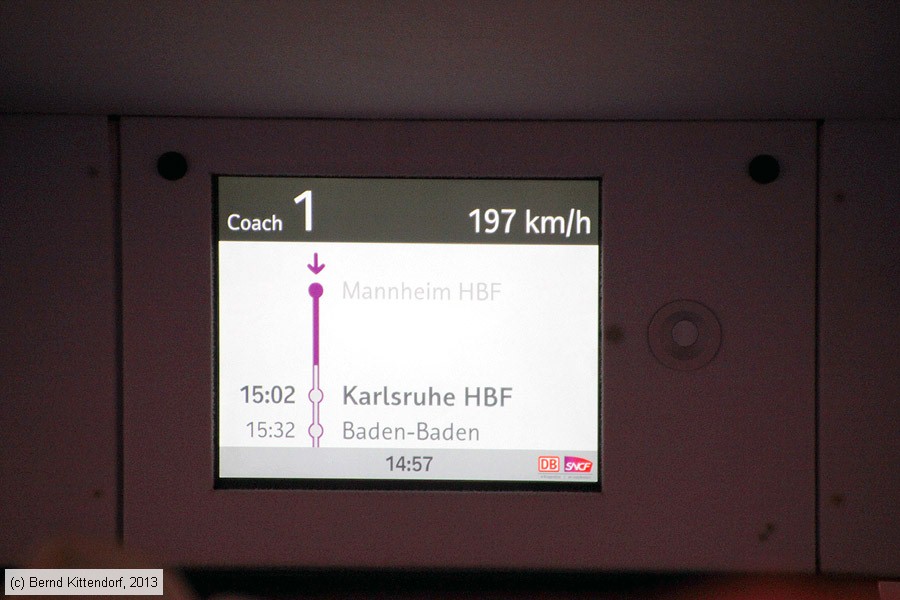 Coach 1 197 km/h
Mannheim HBF
15:02 Karlsruhe HBF
15:32 Baden-Baden
14:57 DB SNCF
(c) Bernd Kittendorf, 2013